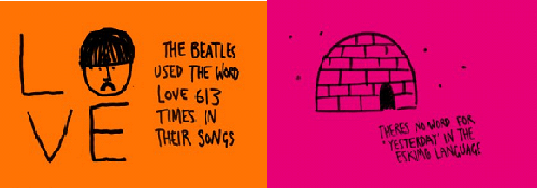 LOVE
THE BEATLES
USED THE WORD
LOVE 613
TIMES IN
THEIR SONGS
THERES NO WORD FOR
'YESTERDAY' IN THE
ESKIMO LANGUAGE